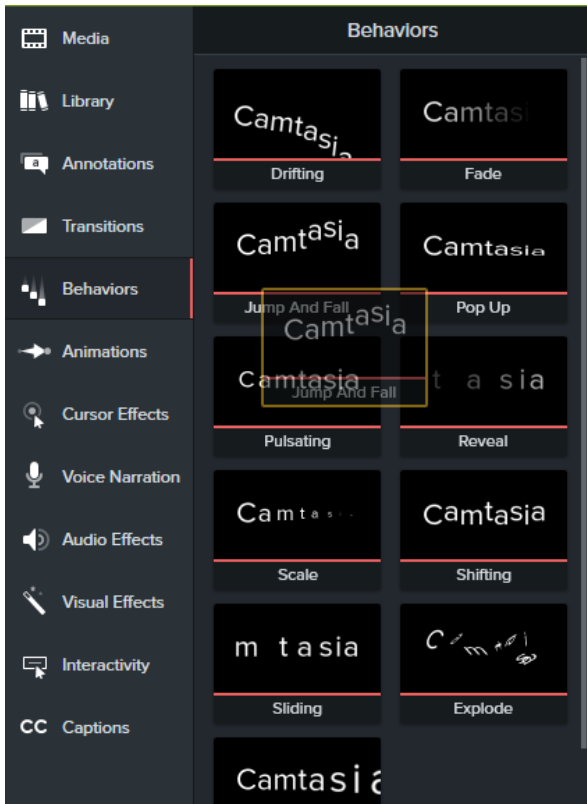 Behaviors
Media
Library
a
Annotations
Transitions
Behaviors
Animations
Cursor Effects
Voice Narration
Audio Effects
Visual Effects
Interactivity
CC Captions
Camtasia
Drifting
Camtasi
Fade
Camtasia
Jump And Fall
Camtasia
Pop Up
Camtasia
Jump And Fall
Camtasia
Pulsating
t a sia
Reveal
Camtas
Scale
Camtasia
Shifting
m tasia
Sliding
Explode
Camtasia